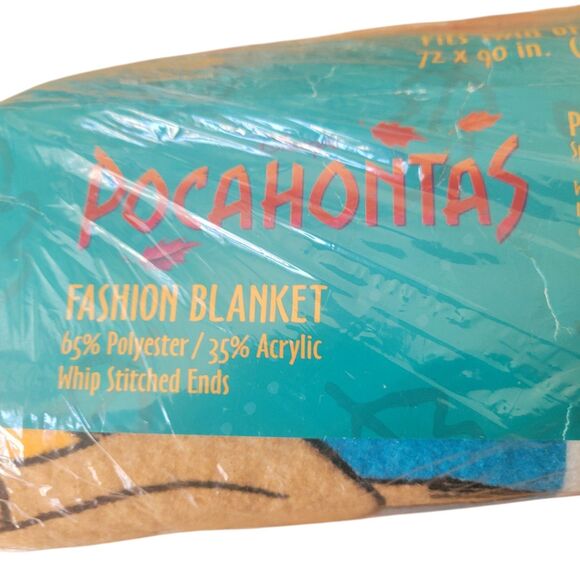 72 x 90 in.
POCAHONTAS
FASHION BLANKET
65% Polyester / 35% Acrylic
Whip Stitched Ends